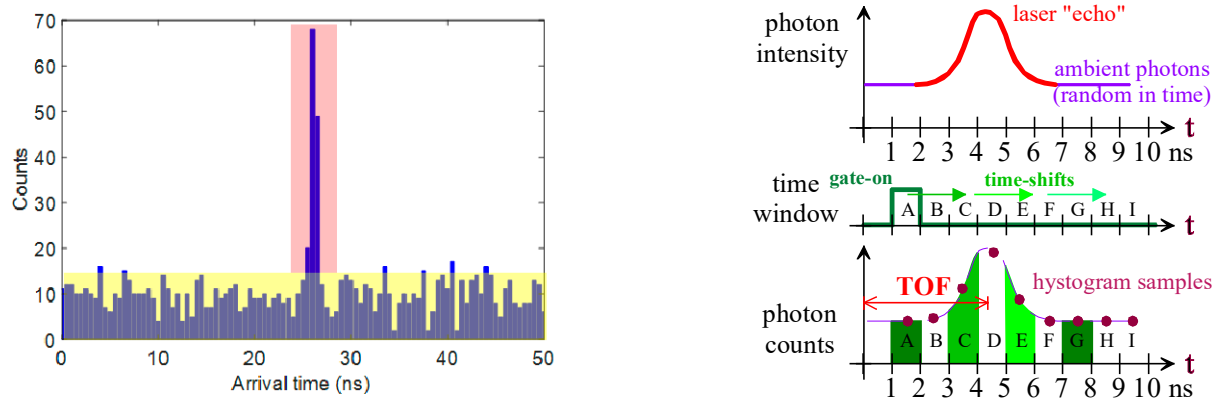 70
60
50
40
30
20
10
0
Counts
0 10 20 30 40 50
Arrival time (ns)
photon
intensity
laser "echo"
ambient photons
(random in time)
t
1 2 3 4 5 6 7 8 9 10 ns
time
window
gate-on
time-shifts
A B C D E F G H I
t
photon
counts
TOF
hystogram samples
A B C D E F G H I
t
1 2 3 4 5 6 7 8 9 10 ns